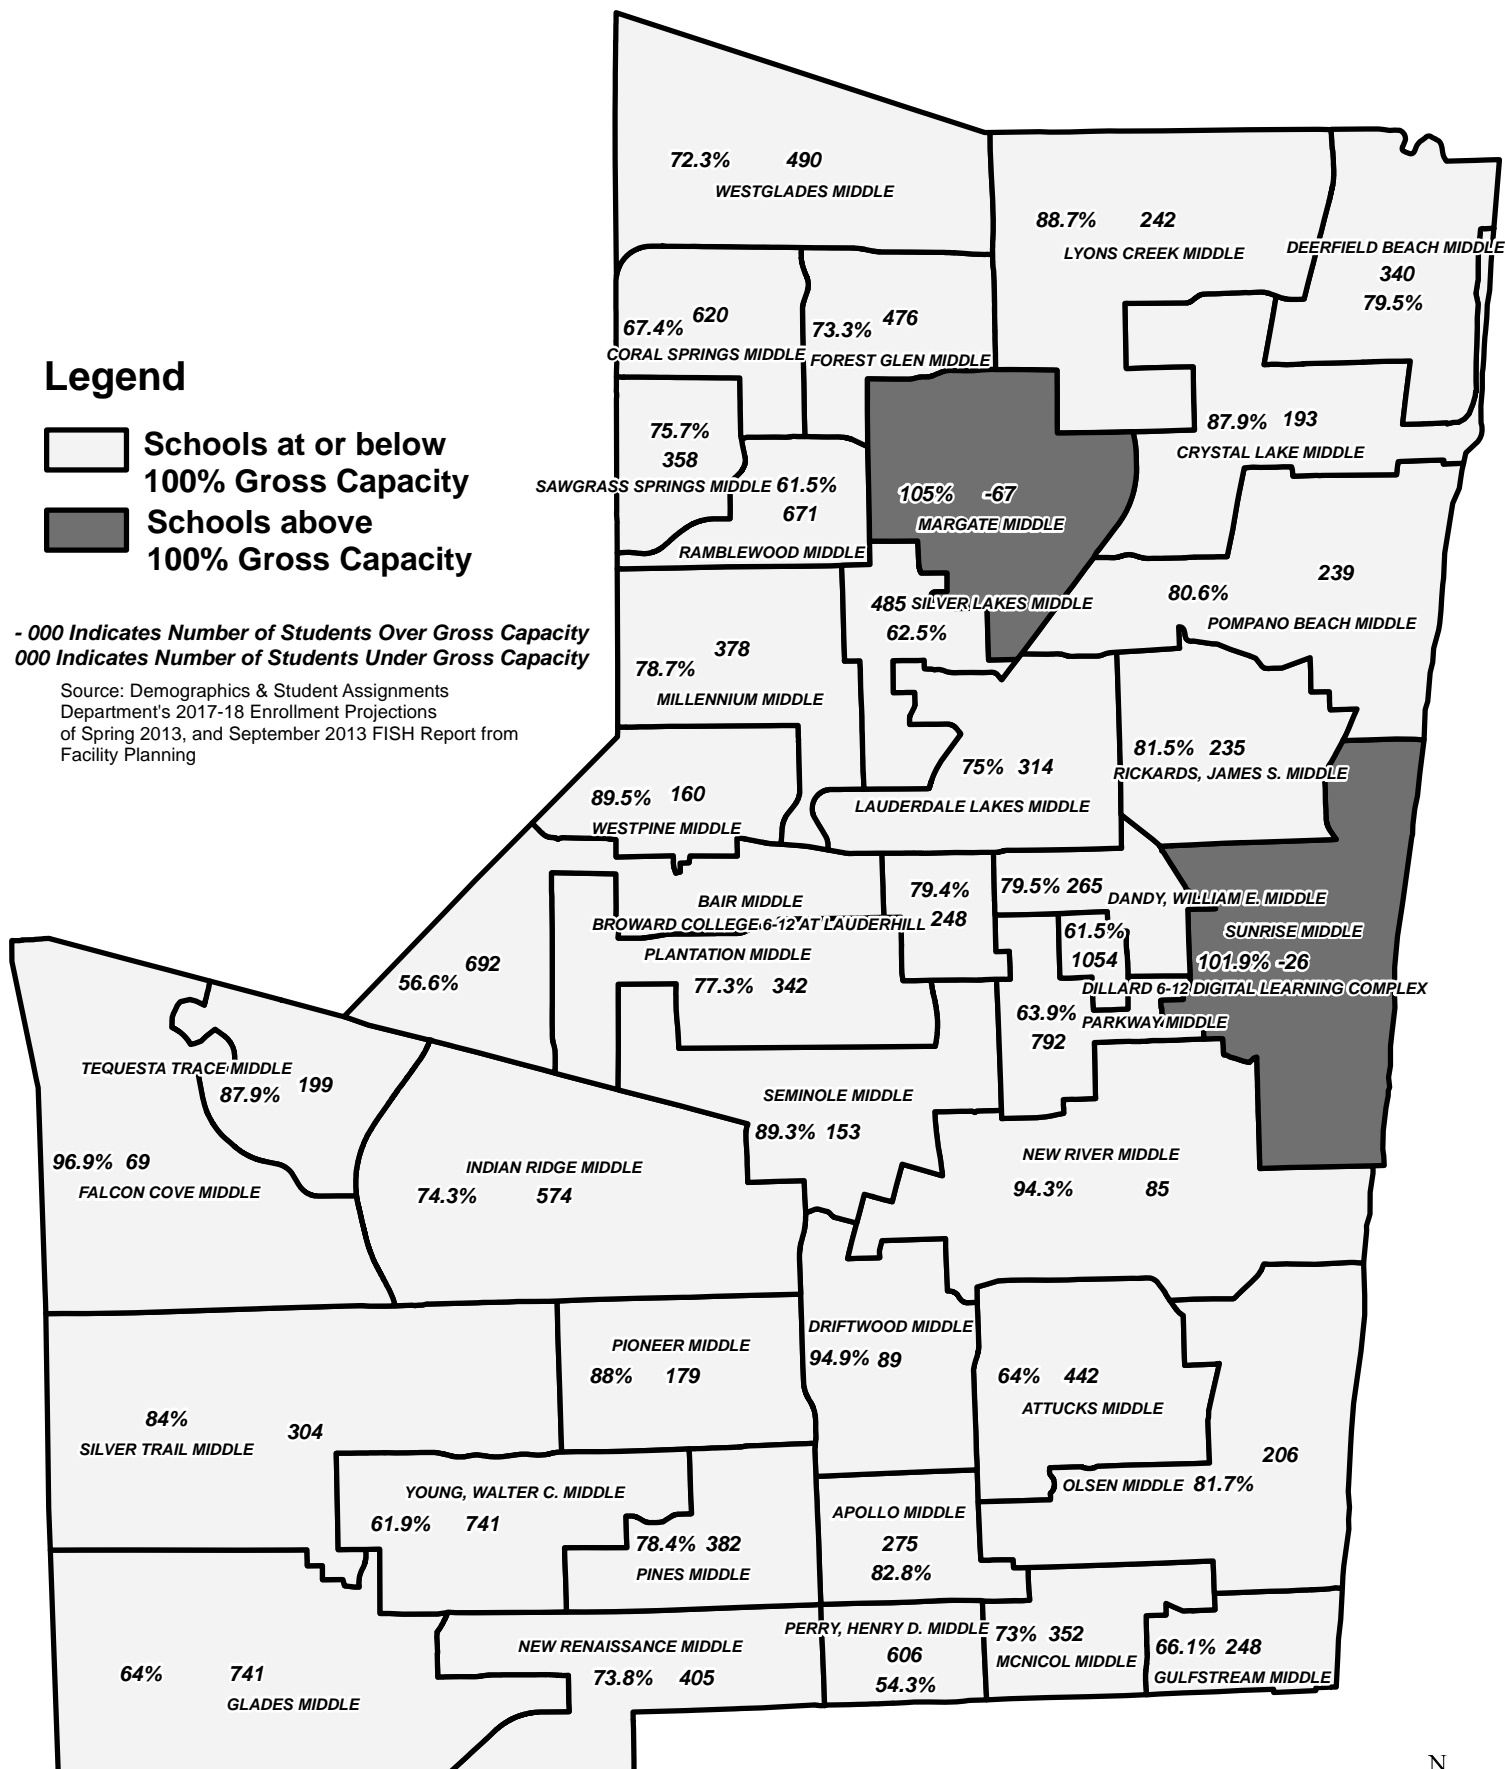 72.3% 490
WESTGLADES MIDDLE
88.7% 242
LYONS CREEK MIDDLE
DEERFIELD BEACH MIDDLE
340
79.5%
67.4% 620
CORAL SPRINGS MIDDLE
73.3% 476
FOREST GLEN MIDDLE
Legend
Schools at or below
100% Gross Capacity
Schools above
100% Gross Capacity
- 000 Indicates Number of Students Over Gross Capacity
000 Indicates Number of Students Under Gross Capacity
Source: Demographics & Student Assignments
Department's 2017-18 Enrollment Projections
of Spring 2013, and September 2013 FISH Report from
Facility Planning
75.7%
358
SAWGRASS SPRINGS MIDDLE
61.5%
671
RAMBLEWOOD MIDDLE
105% -67
MARGATE MIDDLE
87.9% 193
CRYSTAL LAKE MIDDLE
239
80.6%
POMPANO BEACH MIDDLE
485 SILVER LAKES MIDDLE
62.5%
378
78.7%
MILLENNIUM MIDDLE
75% 314
LAUDERDALE LAKES MIDDLE
81.5% 235
RICKARDS, JAMES S. MIDDLE
89.5% 160
WESTPINE MIDDLE
BAIR MIDDLE
BROWARD COLLEGE 6-12 AT LAUDERHILL
79.4%
248
PLANTATION MIDDLE
77.3% 342
56.6% 692
79.5% 265
DANDY, WILLIAM E. MIDDLE
61.5%
1054
SUNRISE MIDDLE
101.9% -26
DILLARD 6-12 DIGITAL LEARNING COMPLEX
63.9%
792
PARKWAY MIDDLE
TEQUESTA TRACE MIDDLE
87.9% 199
SEMINOLE MIDDLE
89.3% 153
96.9% 69
FALCON COVE MIDDLE
INDIAN RIDGE MIDDLE
74.3% 574
NEW RIVER MIDDLE
94.3% 85
DRIFTWOOD MIDDLE
94.9% 89
PIONEER MIDDLE
88% 179
64% 442
ATTUCKS MIDDLE
84%
304
SILVER TRAIL MIDDLE
206
OLSEN MIDDLE 81.7%
YOUNG, WALTER C. MIDDLE
61.9% 741
78.4% 382
PINES MIDDLE
APOLLO MIDDLE
275
82.8%
PERRY, HENRY D. MIDDLE
606
54.3%
73% 352
MCNICOL MIDDLE
66.1% 248
GULFSTREAM MIDDLE
NEW RENAISSANCE MIDDLE
73.8% 405
64% 741
GLADES MIDDLE
N